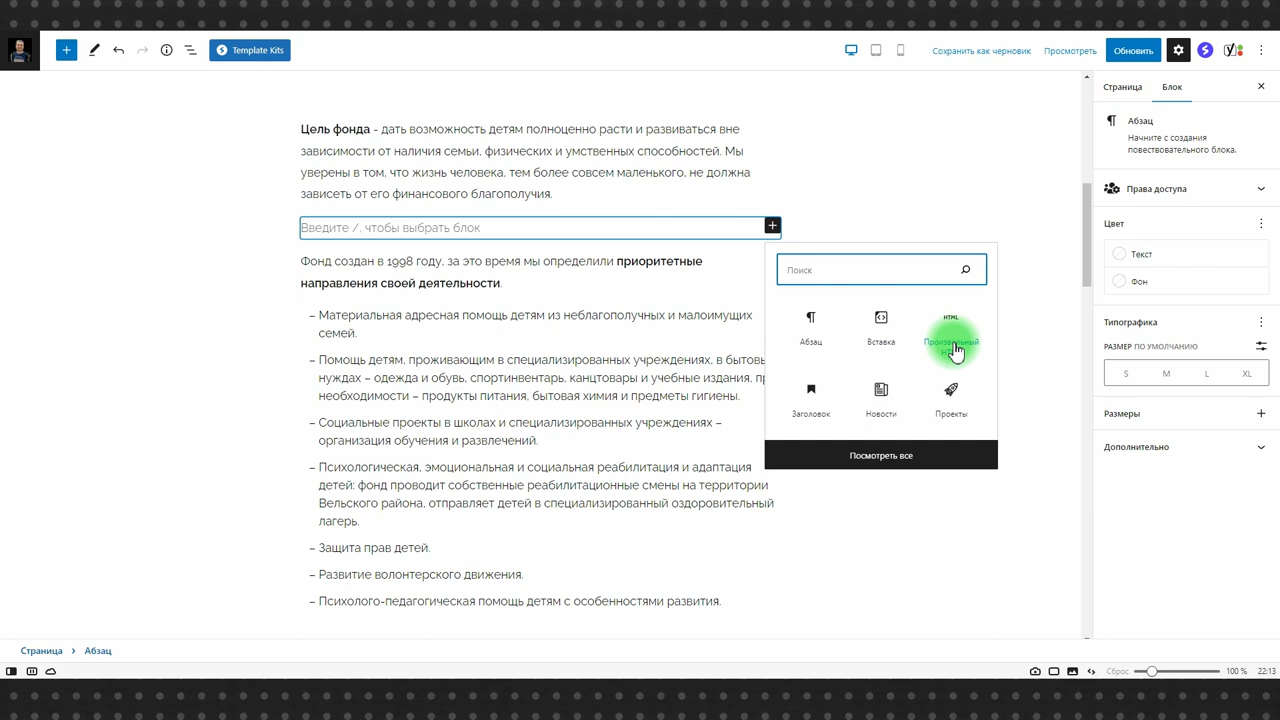 Template Kits
Сохранить как черновик
Просмотреть
Обновить
Страница
Блок
Абзац
Начните с создания
повествовательного блока.
Права доступа
Цвет
Текст
Фон
Типографика
РАЗМЕР ПО УМОЛЧАНИЮ
S M L XL
Размеры
Дополнительно
Цель фонда - дать возможность детям полноценно расти и развиваться вне
зависимости от наличия семьи, физических и умственных способностей. Мы
уверены в том, что жизнь человека, тем более совсем маленького, не должна
зависеть от его финансового благополучия.
Введите /, чтобы выбрать блок
Фонд создан в 1998 году, за это время мы определили приоритетные
направления своей деятельности.
– Материальная адресная помощь детям из неблагополучных и малоимущих
семей.
– Помощь детям, проживающим в специализированных учреждениях, в бытовь
нуждах – одежда и обувь, спортинвентарь, канцтовары и учебные издания, пр
необходимости – продукты питания, бытовая химия и предметы гигиены.
– Социальные проекты в школах и специализированных учреждениях –
организация обучения и развлечений.
– Психологическая, эмоциональная и социальная реабилитация и адаптация
детей: фонд проводит собственные реабилитационные смены на территории
Вельского района, отправляет детей в специализированный оздоровительный
лагерь.
– Защита прав детей.
– Развитие волонтерского движения.
– Психолого-педагогическая помощь детям с особенностями развития.
Поиск
HTML
Абзац
Вставка
Произвольный
Заголовок
Новости
Проекты
Посмотреть все
Страница > Абзац
Сброс
100 %
22:13